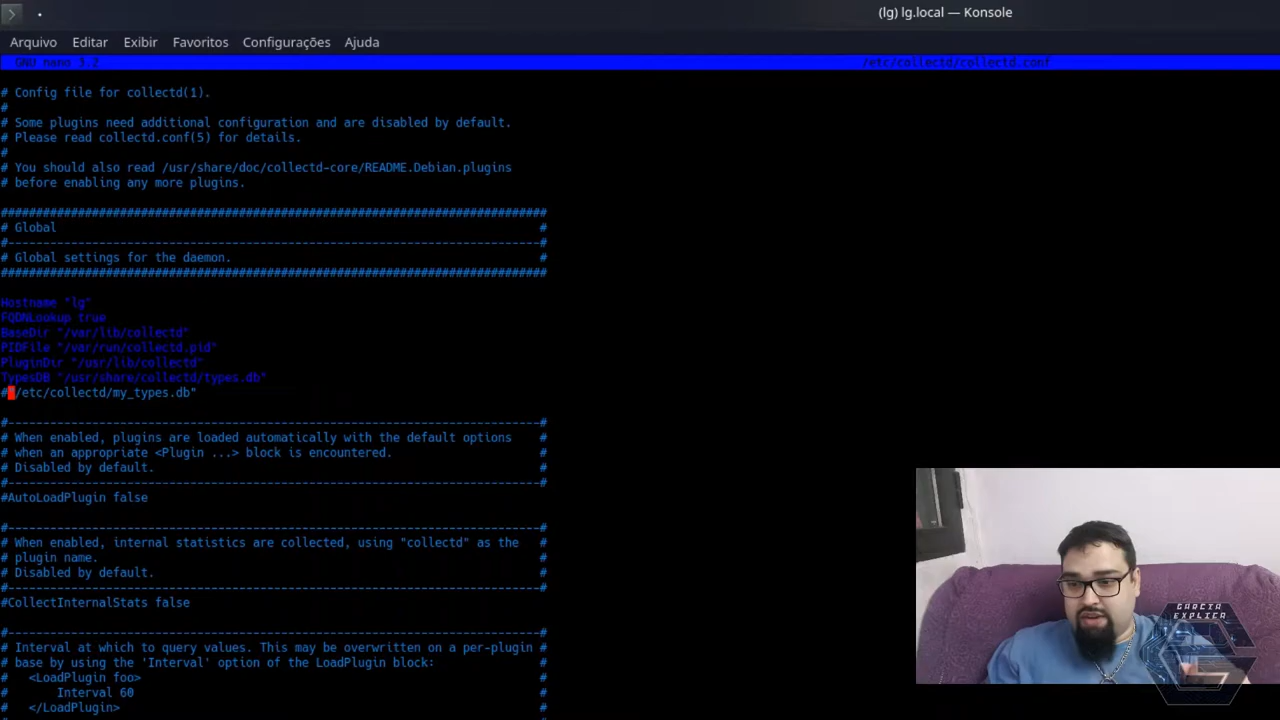 (lg) lg.local — Konsole
Arquivo Editar Exibir Favoritos Configurações Ajuda
GNU nano 3.2 /etc/collectd/collectd.conf
# Config file for collectd(1).
#
# Some plugins need additional configuration and are disabled by default.
# Please read collectd.conf(5) for details.
#
# You should also read /usr/share/doc/collectd-core/README.Debian.plugins
# before enabling any more plugins.
##############################################################################
# Global #
#----------------------------------------------------------------------------#
# Global settings for the daemon. #
##############################################################################
Hostname "lg"
FQDNLookup true
BaseDir "/var/lib/collectd"
PIDFile "/var/run/collectd.pid"
PluginDir "/usr/lib/collectd"
TypesDB "/usr/share/collectd/types.db"
#"/etc/collectd/my_types.db"
#----------------------------------------------------------------------------#
# When enabled, plugins are loaded automatically with the default options #
# when an appropriate <Plugin ...> block is encountered. #
# Disabled by default. #
#----------------------------------------------------------------------------#
#AutoLoadPlugin false
#----------------------------------------------------------------------------#
# When enabled, internal statistics are collected, using "collectd" as the #
# plugin name. #
# Disabled by default. #
#----------------------------------------------------------------------------#
#CollectInternalStats false
#----------------------------------------------------------------------------#
# Interval at which to query values. This may be overwritten on a per-plugin #
# base by using the 'Interval' option of the LoadPlugin block: #
# <LoadPlugin foo> #
# Interval 60 #
# </LoadPlugin> #
GARCIA
EXPLICA